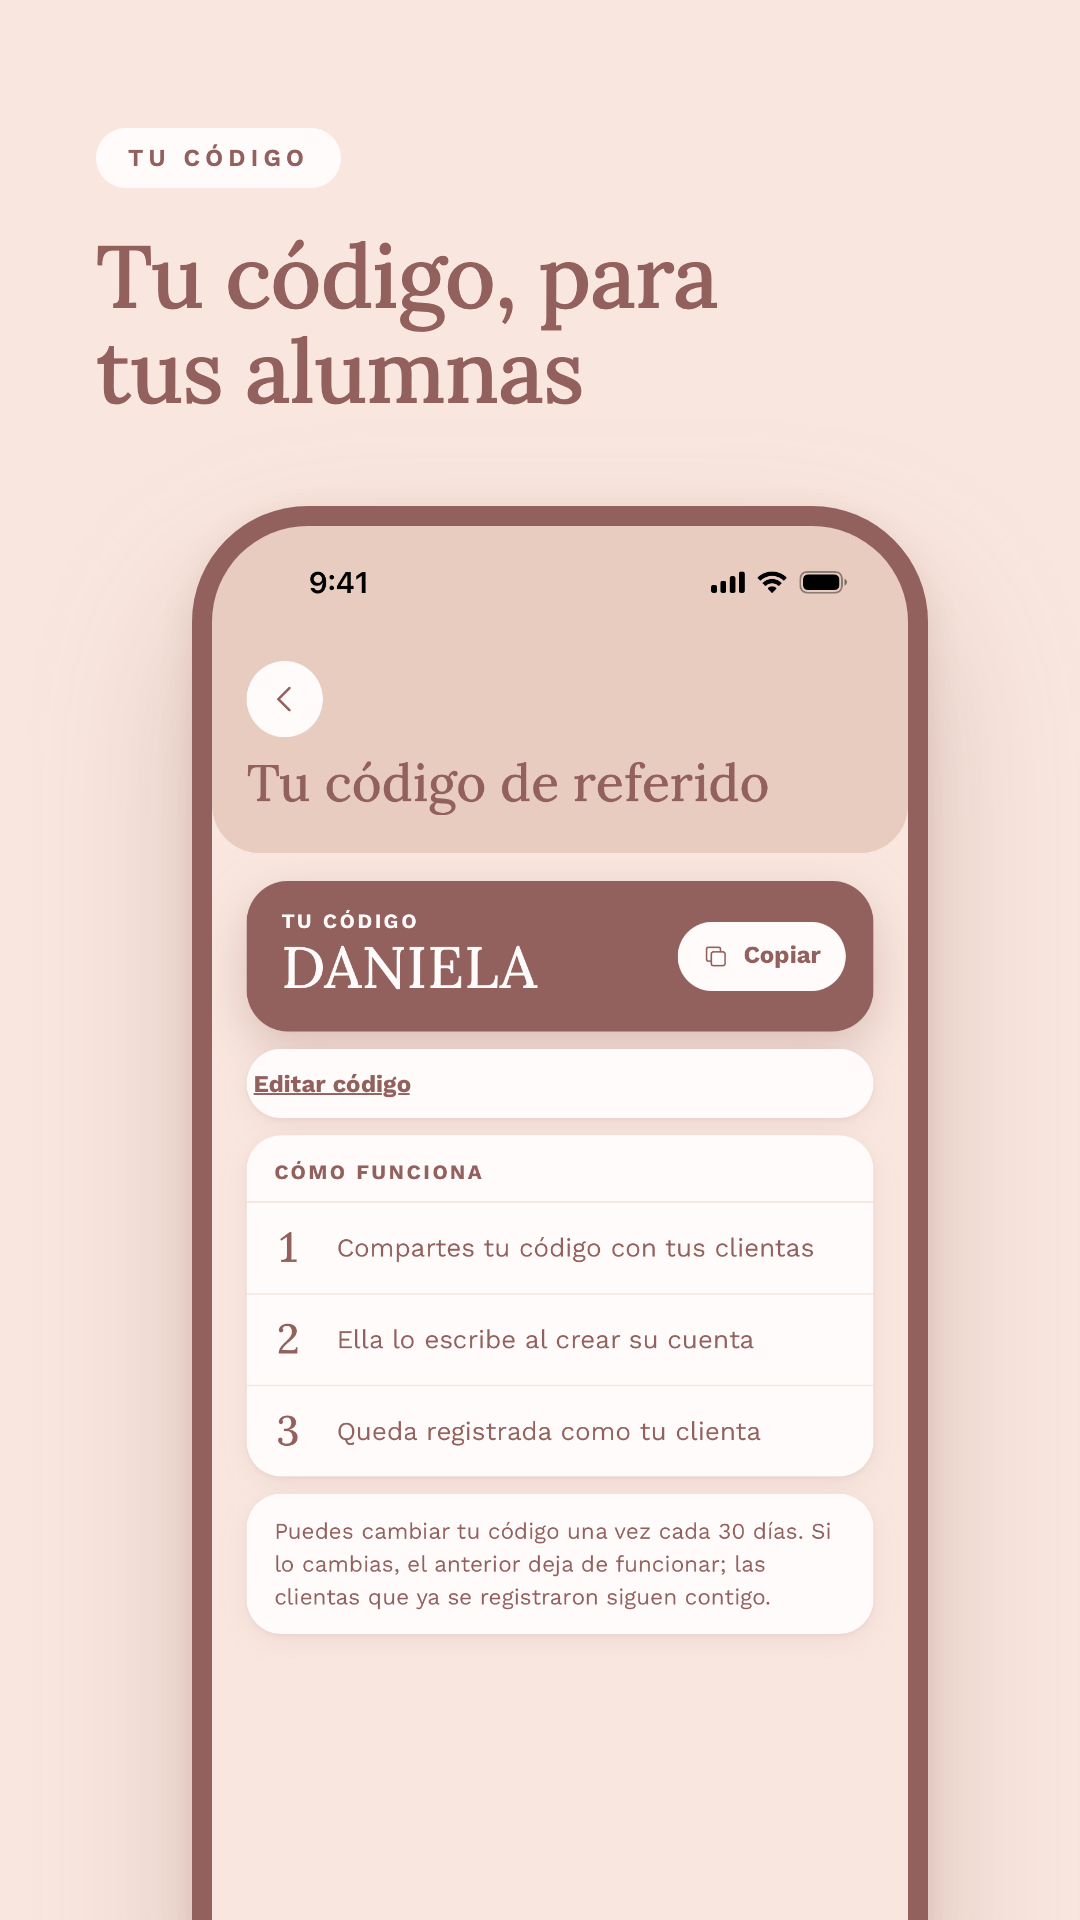 TU CÓDIGO
Tu código, para
tus alumnas
9:41
Tu código de referido
TU CÓDIGO
DANIELA
Copiar
Editar código
CÓMO FUNCIONA
1 Compartes tu código con tus clientas
2 Ella lo escribe al crear su cuenta
3 Queda registrada como tu clienta
Puedes cambiar tu código una vez cada 30 días. Si
lo cambias, el anterior deja de funcionar; las
clientas que ya se registraron siguen contigo.